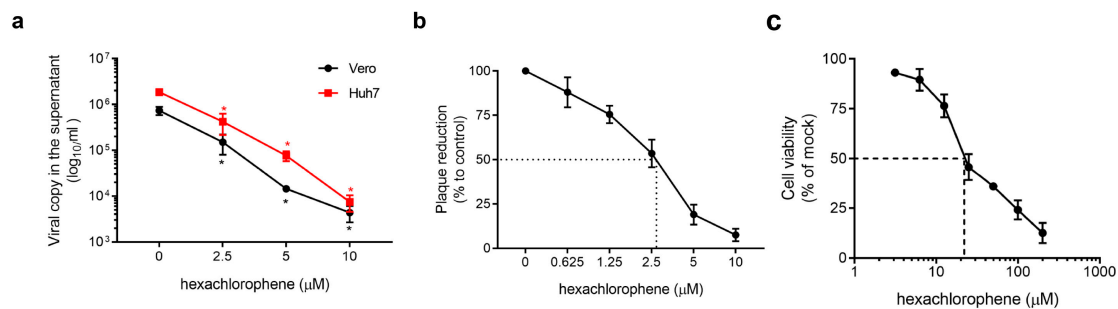 a
Viral copy in the supernatant
(log₁₀/ml)
10⁷
10⁶
10⁵
10⁴
10³
Vero
Huh7
*
*
*
*
*
*
0
2.5
5
10
hexachlorophene (μM)
b
Plaque reduction
(% to control)
100
75
50
25
0
0
0.625
1.25
2.5
5
10
hexachlorophene (μM)
c
Cell viability
(% of mock)
100
75
50
25
0
1
10
100
1000
hexachlorophene (μM)